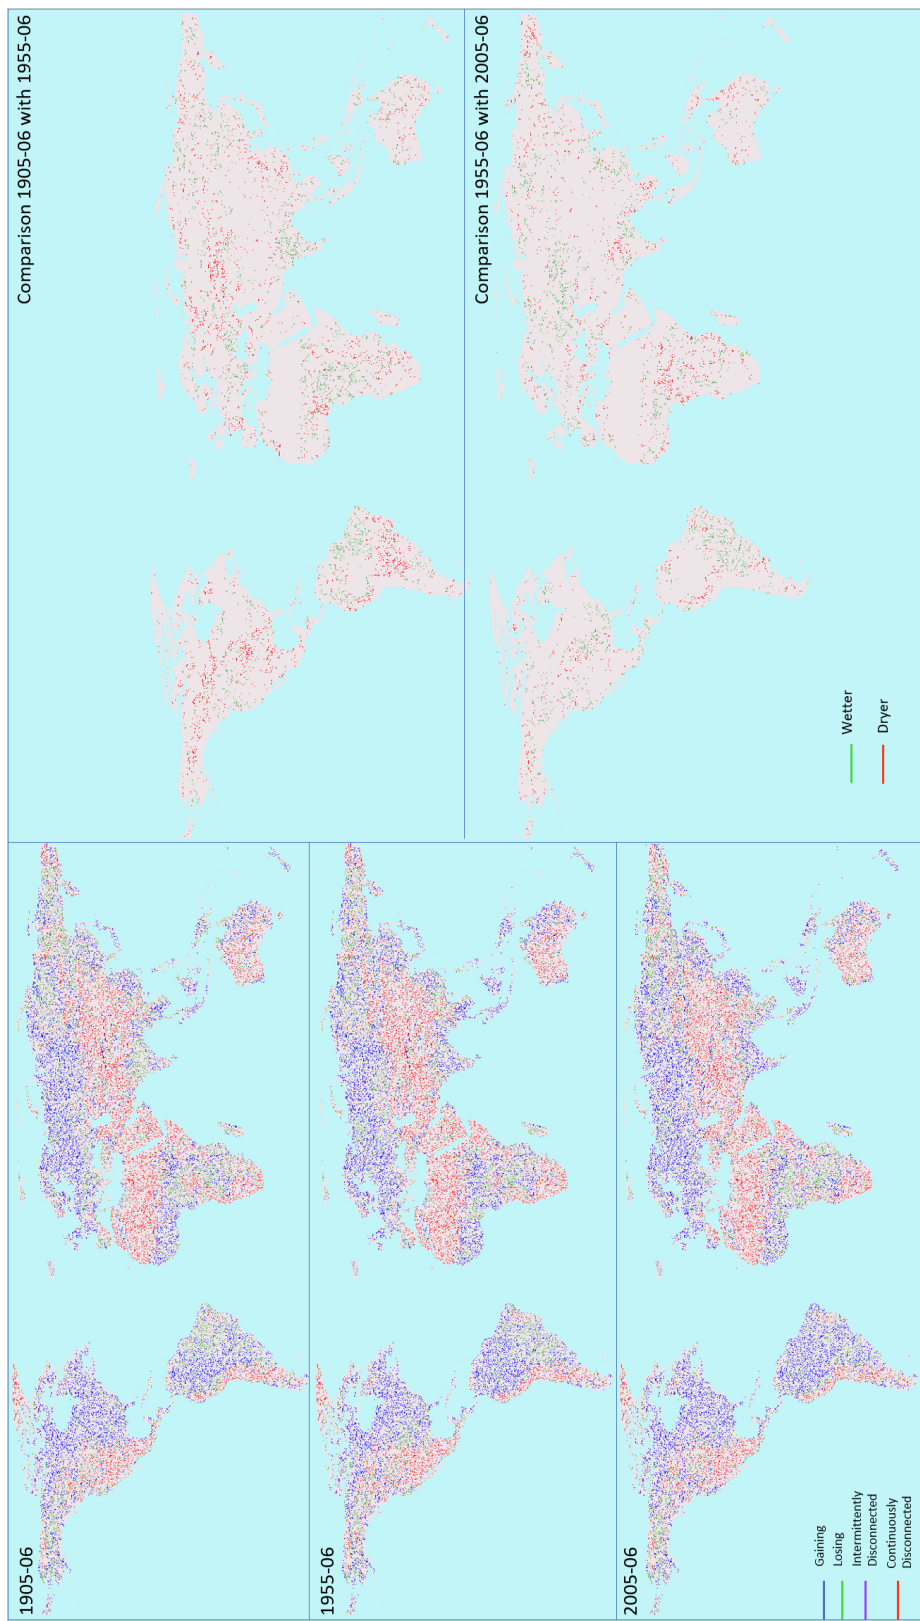 1905-06
1955-06
2005-06
Gaining
Losing
Intermittently
Disconnected
Continuously
Disconnected
Comparison 1905-06 with 1955-06
Comparison 1955-06 with 2005-06
Wetter
Dryer